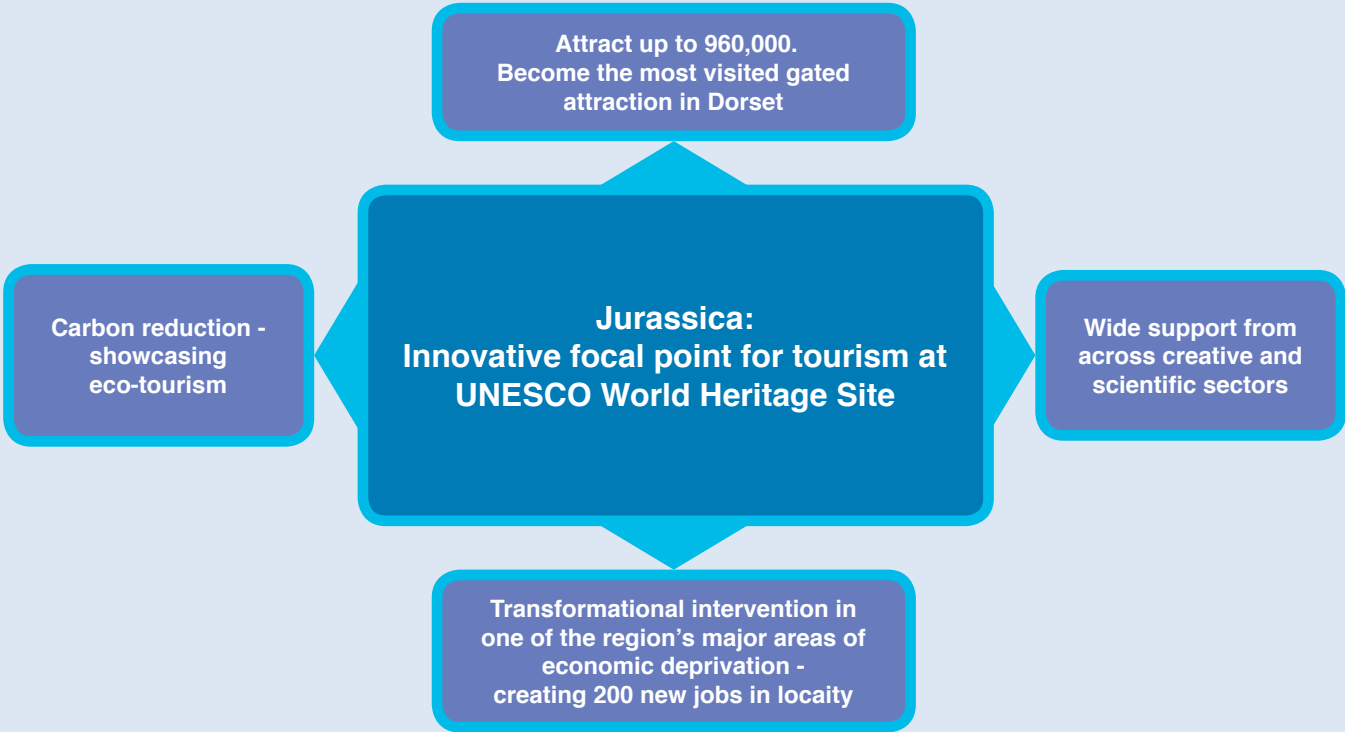 Attract up to 960,000.
Become the most visited gated
attraction in Dorset
Carbon reduction -
showcasing
eco-tourism
Jurassica:
Innovative focal point for tourism at
UNESCO World Heritage Site
Wide support from
across creative and
scientific sectors
Transformational intervention in
one of the region’s major areas of
economic deprivation -
creating 200 new jobs in locaity